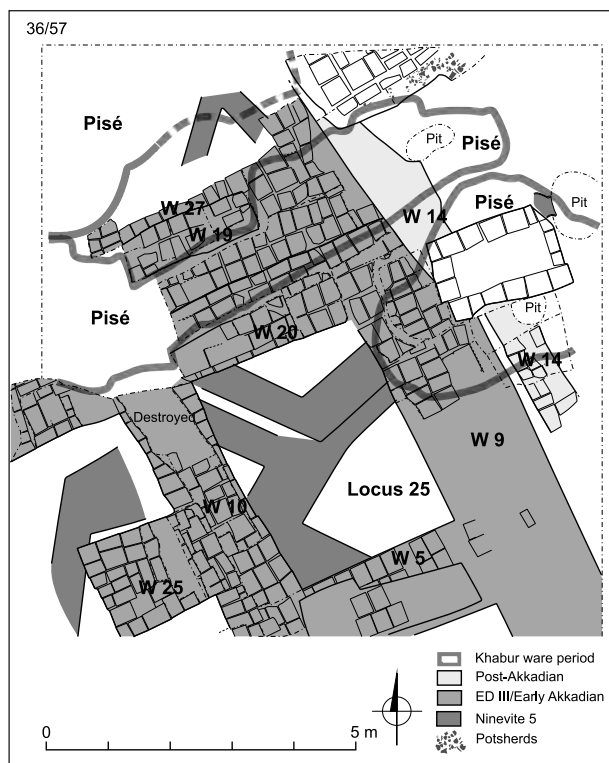 36/57
Pisé
Pit
Pisé
Pisé
Pit
W 27
W 14
W 19
Pisé
Pit
W 20
W 14
Destroyed
W 9
Locus 25
W 10
W 5
W 25
Khabur ware period
Post-Akkadian
ED III/Early Akkadian
Ninevite 5
Potsherds
0
5 m